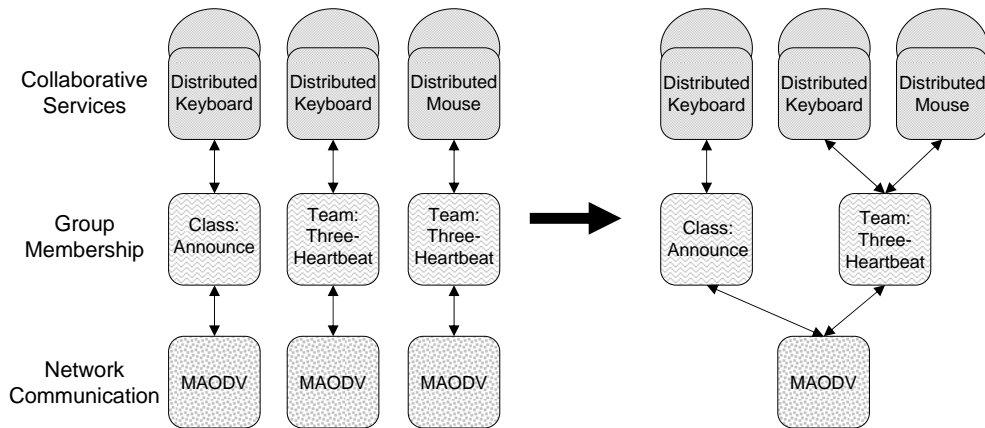 Collaborative
Services
Distributed
Keyboard
Distributed
Keyboard
Distributed
Mouse
Distributed
Keyboard
Distributed
Keyboard
Distributed
Mouse
Group
Membership
Class:
Announce
Team:
Three-
Heartbeat
Team:
Three-
Heartbeat
Class:
Announce
Team:
Three-
Heartbeat
Network
Communication
MAODV
MAODV
MAODV
MAODV